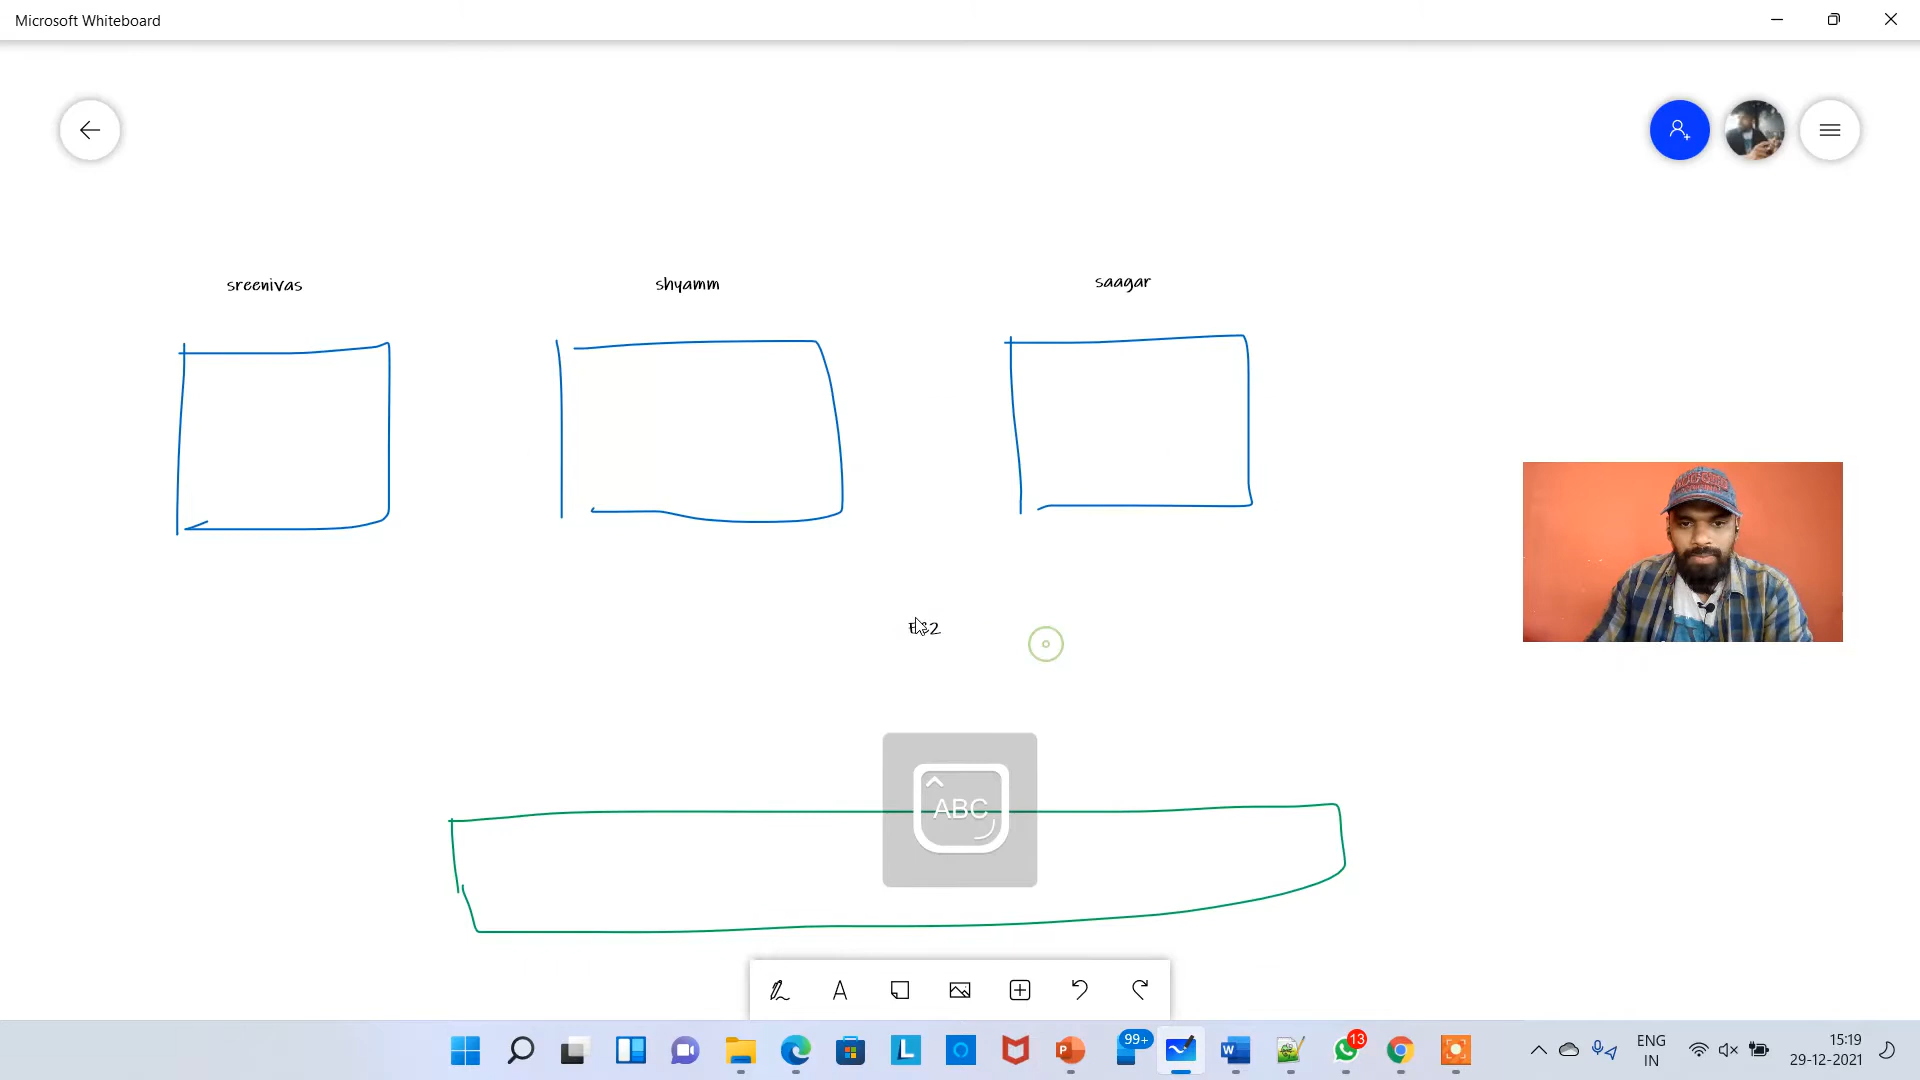 Microsoft Whiteboard
sreenivas
shyamm
saagar
ABC
99+
13
ENG
IN
15:19
29-12-2021